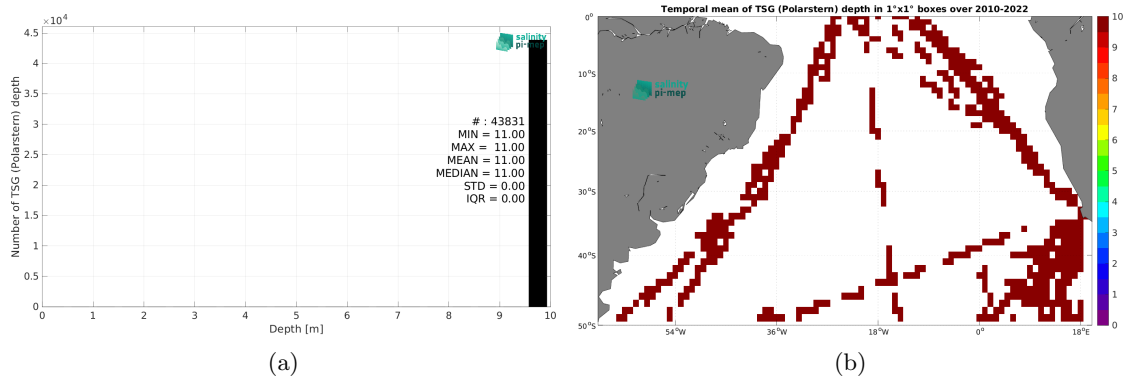 ×10⁴
4.5
4
3.5
3
2.5
2
1.5
1
0.5
0
Number of TSG (Polarstern) depth
salinity
pi-mep
# : 43831
MIN = 11.00
MAX = 11.00
MEAN = 11.00
MEDIAN = 11.00
STD = 0.00
IQR = 0.00
0 1 2 3 4 5 6 7 8 9 10
Depth [m]
(a)
Temporal mean of TSG (Polarstern) depth in 1°x1° boxes over 2010-2022
0°
10°S
20°S
30°S
40°S
50°S
salinity
pi-mep
54°W 36°W 18°W 0° 18°E
10
9
8
7
6
5
4
3
2
1
0
(b)